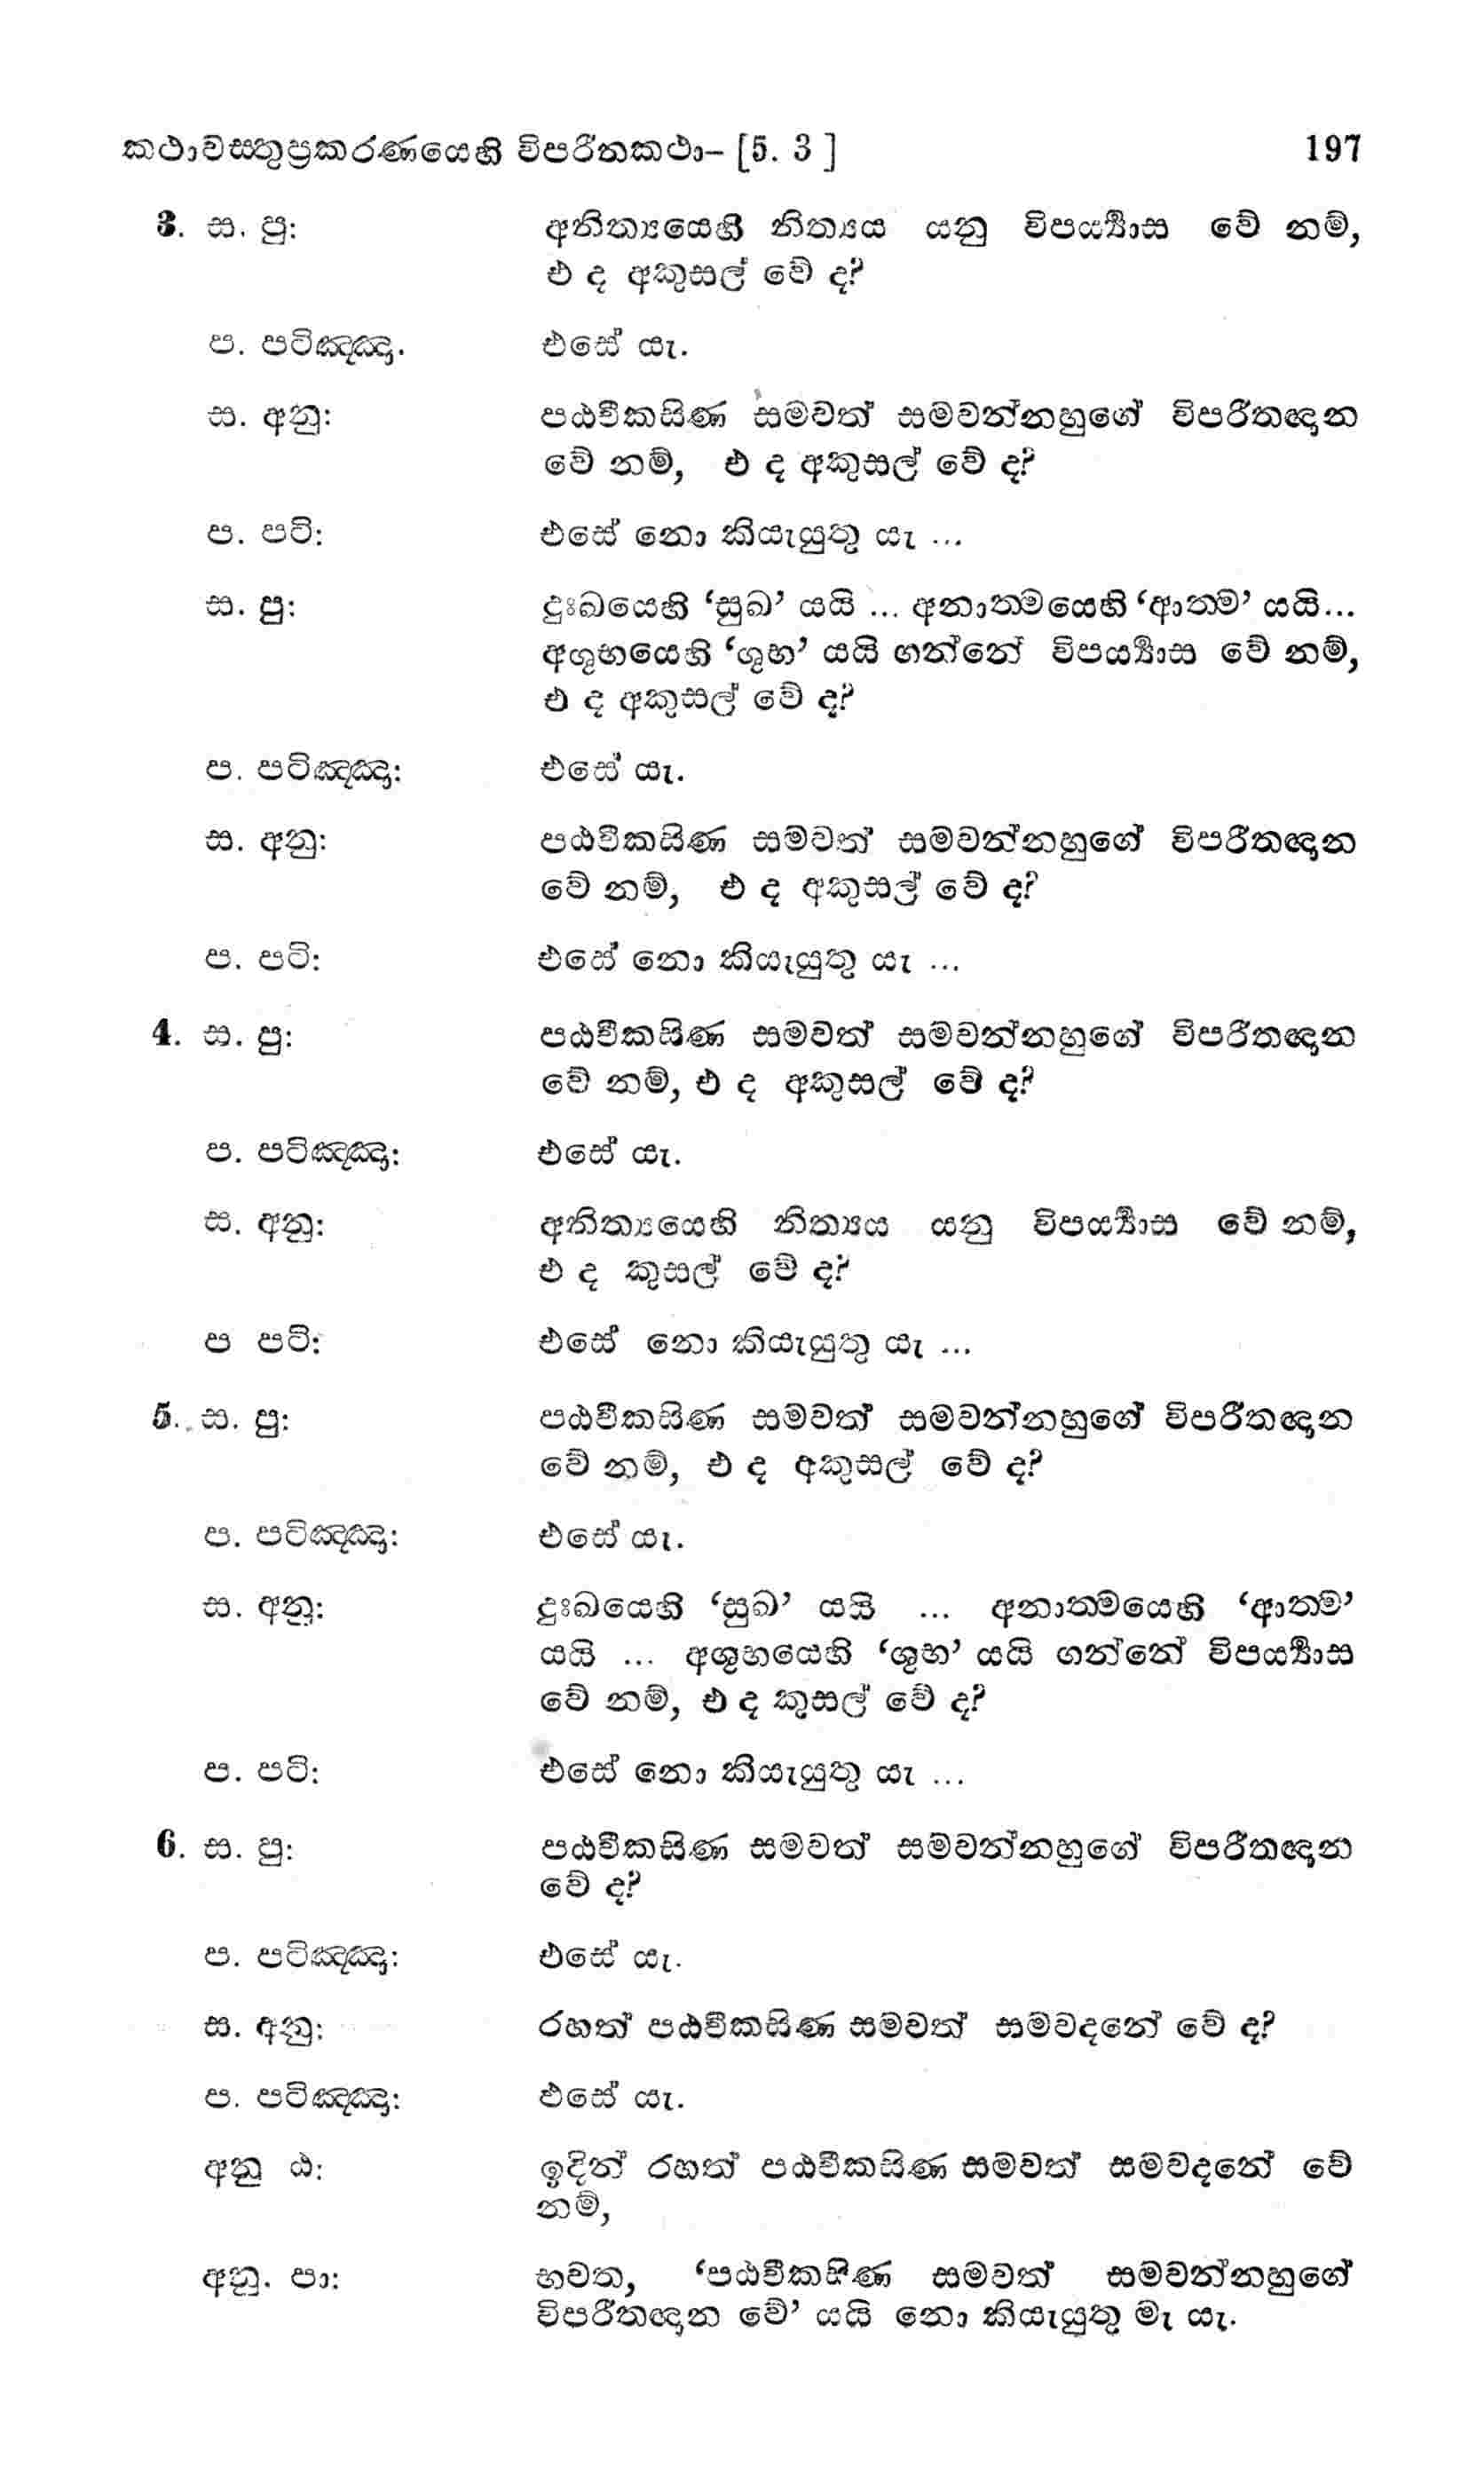 කථාවස්තුප්‍රකරණයෙහි විපරීතකථා– [5. 3 ] 197
3. ස. පු: අනිත්‍යයෙහි නිත්‍යය යනු විපර්‍ය්‍යාස වේ නම්,
එ ද අකුසල් වේ ද?
ප. පටිඤ්ඤා. එසේ යැ.
ස. අනු: පඨවීකසිණ සමවත් සමවන්නහුගේ විපරීතඥාන
වේ නම්, එ ද අකුසල් වේ ද?
ප. පටි: එසේ නො කියැයුතු යැ ...
ස. පු: දුඃඛයෙහි ‘සුඛ’ යයි ... අනාත්මයෙහි ‘ආත්ම’ යයි...
අශුභයෙහි ‘ශුභ’ යයි ගන්නේ විපර්‍ය්‍යාස වේ නම්,
එ ද අකුසල් වේ ද?
ප. පටිඤ්ඤා: එසේ යැ.
ස. අනු: පඨවීකසිණ සමවත් සමවන්නහුගේ විපරීතඥාන
වේ නම්, එ ද අකුසල් වේ ද?
ප. පටි: එසේ නො කියැයුතු යැ ...
4. ස. පු: පඨවීකසිණ සමවත් සමවන්නහුගේ විපරීතඥාන
වේ නම්, එ ද අකුසල් වේ ද?
ප. පටිඤ්ඤා: එසේ යැ.
ස. අනු: අනිත්‍යයෙහි නිත්‍යය යනු විපර්‍ය්‍යාස වේ නම්,
එ ද කුසල් වේ ද?
ප පටි: එසේ නො කියැයුතු යැ ...
5. ස. පු: පඨවීකසිණ සමවත් සමවන්නහුගේ විපරීතඥාන
වේ නම්, එ ද අකුසල් වේ ද?
ප. පටිඤ්ඤා: එසේ යැ.
ස. අනු: දුඃඛයෙහි ‘සුඛ’ යයි ... අනාත්මයෙහි ‘ආත්ම’
යයි ... අශුභයෙහි ‘ශුභ’ යයි ගන්නේ විපර්‍ය්‍යාස
වේ නම්, එ ද කුසල් වේ ද?
ප. පටි: එසේ නො කියැයුතු යැ ...
6. ස. පු: පඨවීකසිණ සමවත් සමවන්නහුගේ විපරීතඥාන
වේ ද?
ප. පටිඤ්ඤා: එසේ යැ.
ස. අනු: රහත් පඨවීකසිණ සමවත් සමවදනේ වේ ද?
ප. පටිඤ්ඤා: එසේ යැ.
අනු ඨ: ඉදින් රහත් පඨවීකසිණ සමවත් සමවදනේ වේ
නම්,
අනු. පා: භවත, ‘පඨවීකසිණ සමවත් සමවන්නහුගේ
විපරීතඥාන වේ’ යයි නො කියැයුතු මැ යැ.